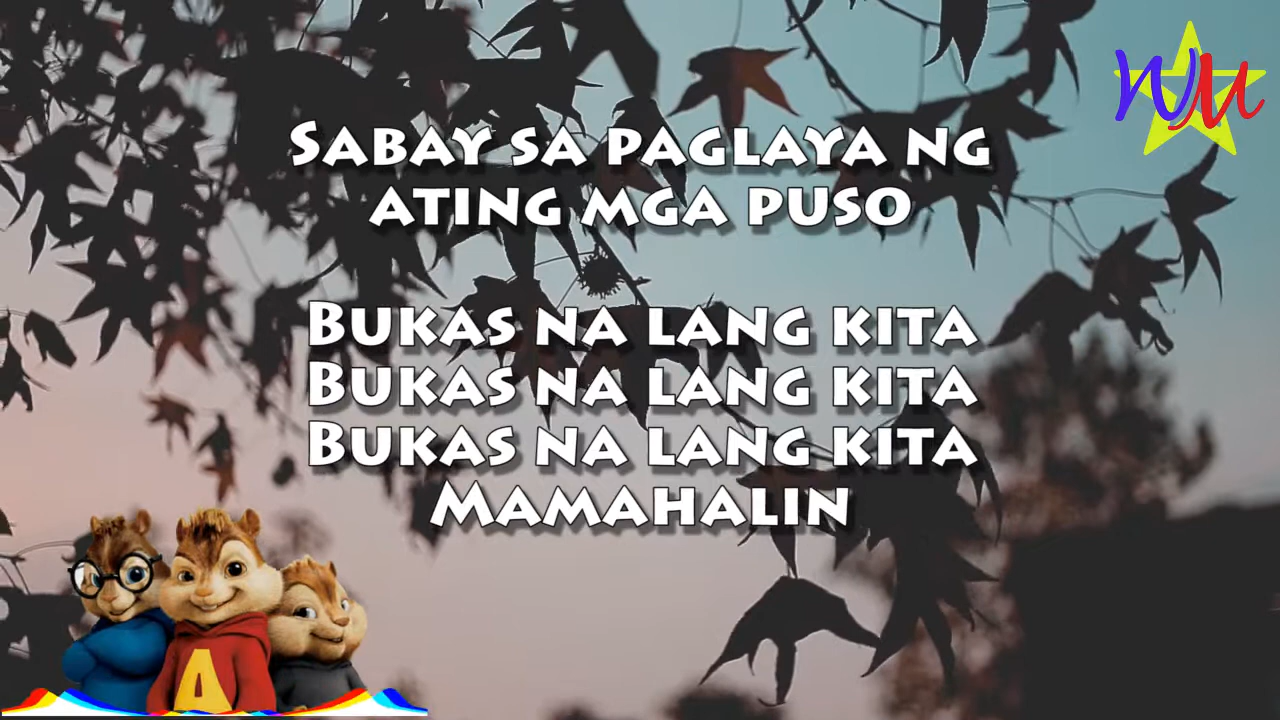 WM
SABAY SA PAGLAYA NG
ATING MGA PUSO
BUKAS NA LANG KITA
BUKAS NA LANG KITA
BUKAS NA LANG KITA
MAMAHALIN
A